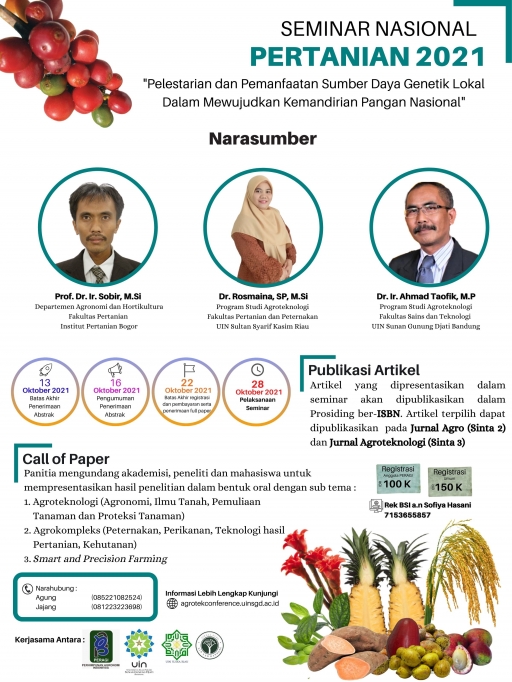 SEMINAR NASIONAL
PERTANIAN 2021
"Pelestarian dan Pemanfaatan Sumber Daya Genetik Lokal
Dalam Mewujudkan Kemandirian Pangan Nasional"
Narasumber
Prof. Dr. Ir. Sobir, M.Si
Departemen Agronomi dan Hortikultura
Fakultas Pertanian
Institut Pertanian Bogor
Dr. Rosmaina, SP, M.Si
Program Studi Agroteknologi
Fakultas Pertanian dan Peternakan
UIN Sultan Syarif Kasim Riau
Dr. Ir. Ahmad Taofik, M.P
Program Studi Agroteknologi
Fakultas Sains dan Teknologi
UIN Sunan Gunung Djati Bandung
13
Oktober 2021
Batas Akhir
Penerimaan
Abstrak
16
Oktober 2021
Pengumuman
Penerimaan
Abstrak
22
Oktober 2021
Batas Akhir registrasi
dan pembayaran serta
penerimaan full paper
28
Oktober 2021
Pelaksanaan
Seminar
Publikasi Artikel
Artikel yang dipresentasikan dalam
seminar akan dipublikasikan dalam
Prosiding ber-ISBN. Artikel terpilih dapat
dipublikasikan pada Jurnal Agro (Sinta 2)
dan Jurnal Agroteknologi (Sinta 3)
Call of Paper
Panitia mengundang akademisi, peneliti dan mahasiswa untuk
mempresentasikan hasil penelitian dalam bentuk oral dengan sub tema :
1. Agroteknologi (Agronomi, Ilmu Tanah, Pemuliaan
Tanaman dan Proteksi Tanaman)
2. Agrokompleks (Peternakan, Perikanan, Teknologi hasil
Pertanian, Kehutanan)
3. Smart and Precision Farming
Registrasi
Anggota PERAGI
100 K
Registrasi
Umum
150 K
Rek BSI a.n Sofiya Hasani
7153655857
Narahubung :
Agung (085221082524)
Jajang (081223223698)
Informasi Lebih Lengkap Kunjungi
agrotekconference.uinsgd.ac.id
Kerjasama Antara :
PERAGI
uin